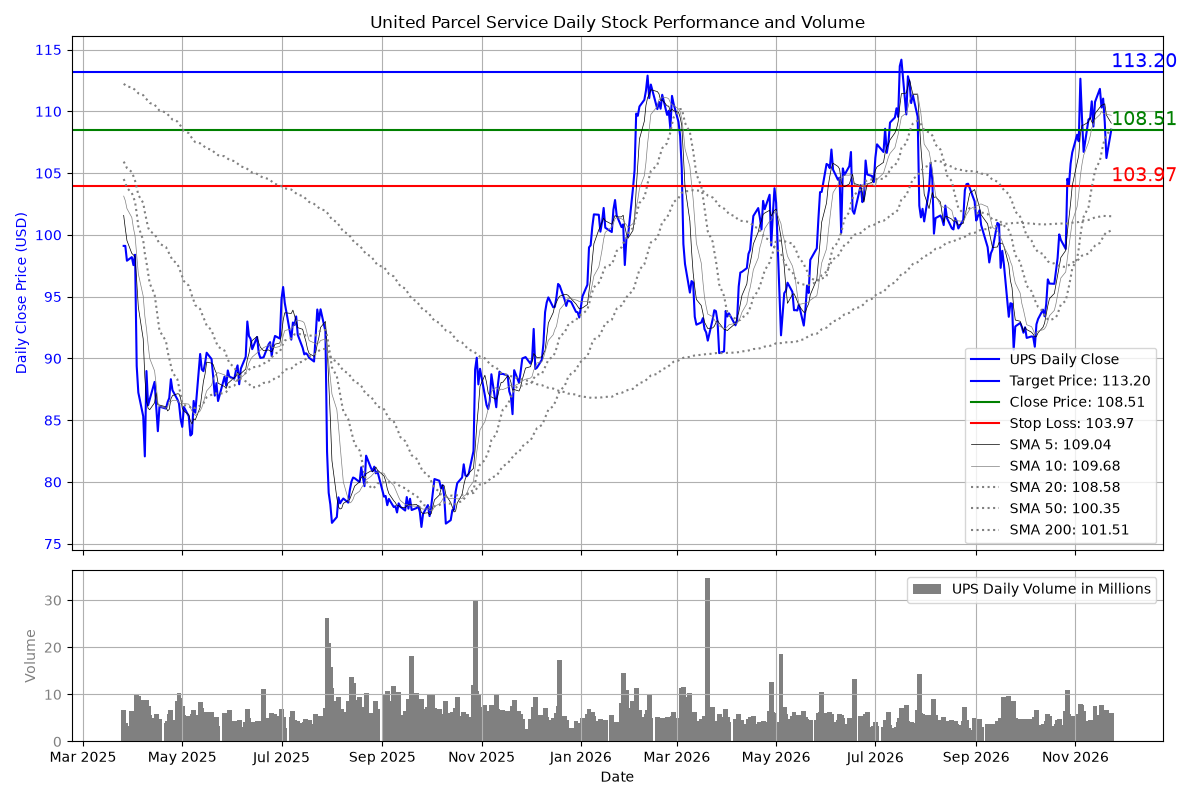 United Parcel Service Daily Stock Performance and Volume
115
110
105
100
95
90
85
80
75
Daily Close Price (USD)
113.20
108.51
103.97
UPS Daily Close
Target Price: 113.20
Close Price: 108.51
Stop Loss: 103.97
SMA 5: 109.04
SMA 10: 109.68
SMA 20: 108.58
SMA 50: 100.35
SMA 200: 101.51
30
20
10
0
Volume
UPS Daily Volume in Millions
Mar 2025 May 2025 Jul 2025 Sep 2025 Nov 2025 Jan 2026 Mar 2026 May 2026 Jul 2026 Sep 2026 Nov 2026
Date